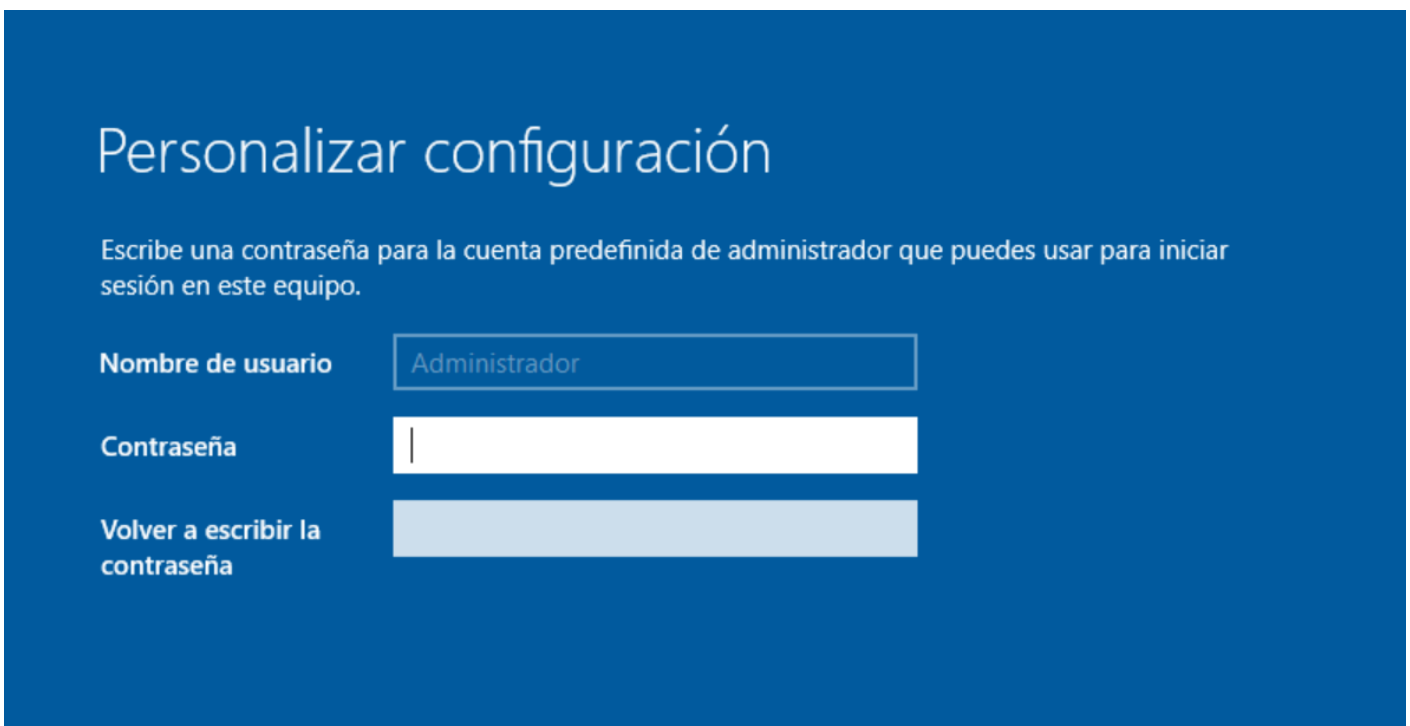 Personalizar configuración
Escribe una contraseña para la cuenta predefinida de administrador que puedes usar para iniciar
sesión en este equipo.
Nombre de usuario
Administrador
Contraseña
Volver a escribir la
contraseña